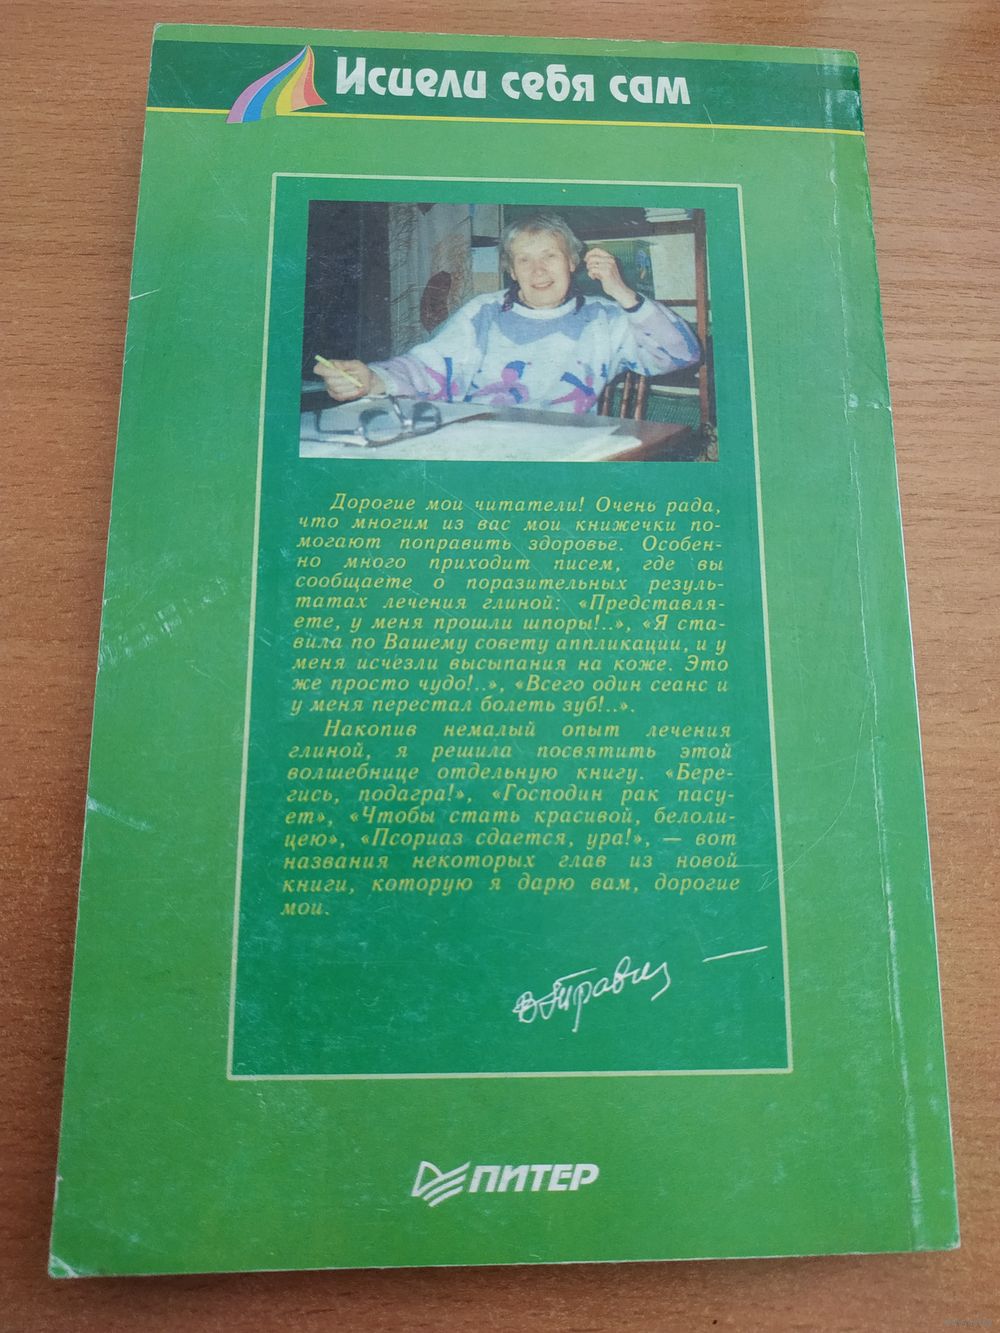 Исцели себя сам
Дорогие мои читатели! Очень рада,
что многим из вас мои книжечки по-
могают поправить здоровье. Особен-
но много приходит писем, где вы
сообщаете о поразительных резуль-
татах лечения глиной: «Представля-
ете, у меня прошли шпоры!..», «Я ста-
вила по Вашему совету аппликации, и у
меня исчезли высыпания на коже. Это
же просто чудо!..», «Всего один сеанс и
у меня перестал болеть зуб!..».
Накопив немалый опыт лечения
глиной, я решила посвятить этой
волшебнице отдельную книгу. «Бере-
гись, подагра!», «Господин рак пасу-
ет», «Чтобы стать красивой, белоли-
цею», «Псориаз сдается, ура!», — вот
названия некоторых глав из новой
книги, которую я дарю вам, дорогие
мои.
ПИТЕР